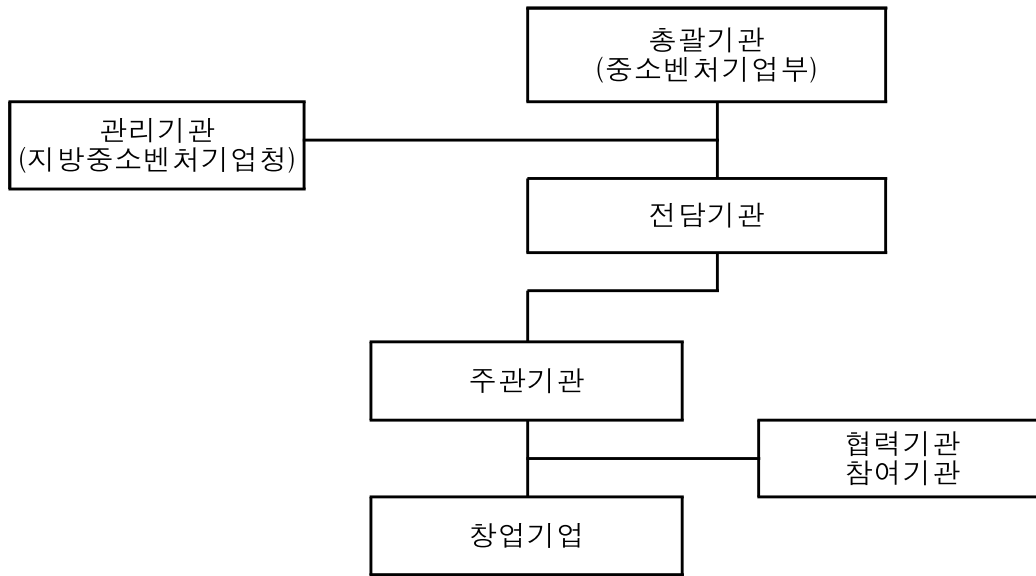 총괄기관
(중소벤처기업부)
관리기관
(지방중소벤처기업청)
전담기관
주관기관
협력기관
참여기관
창업기업